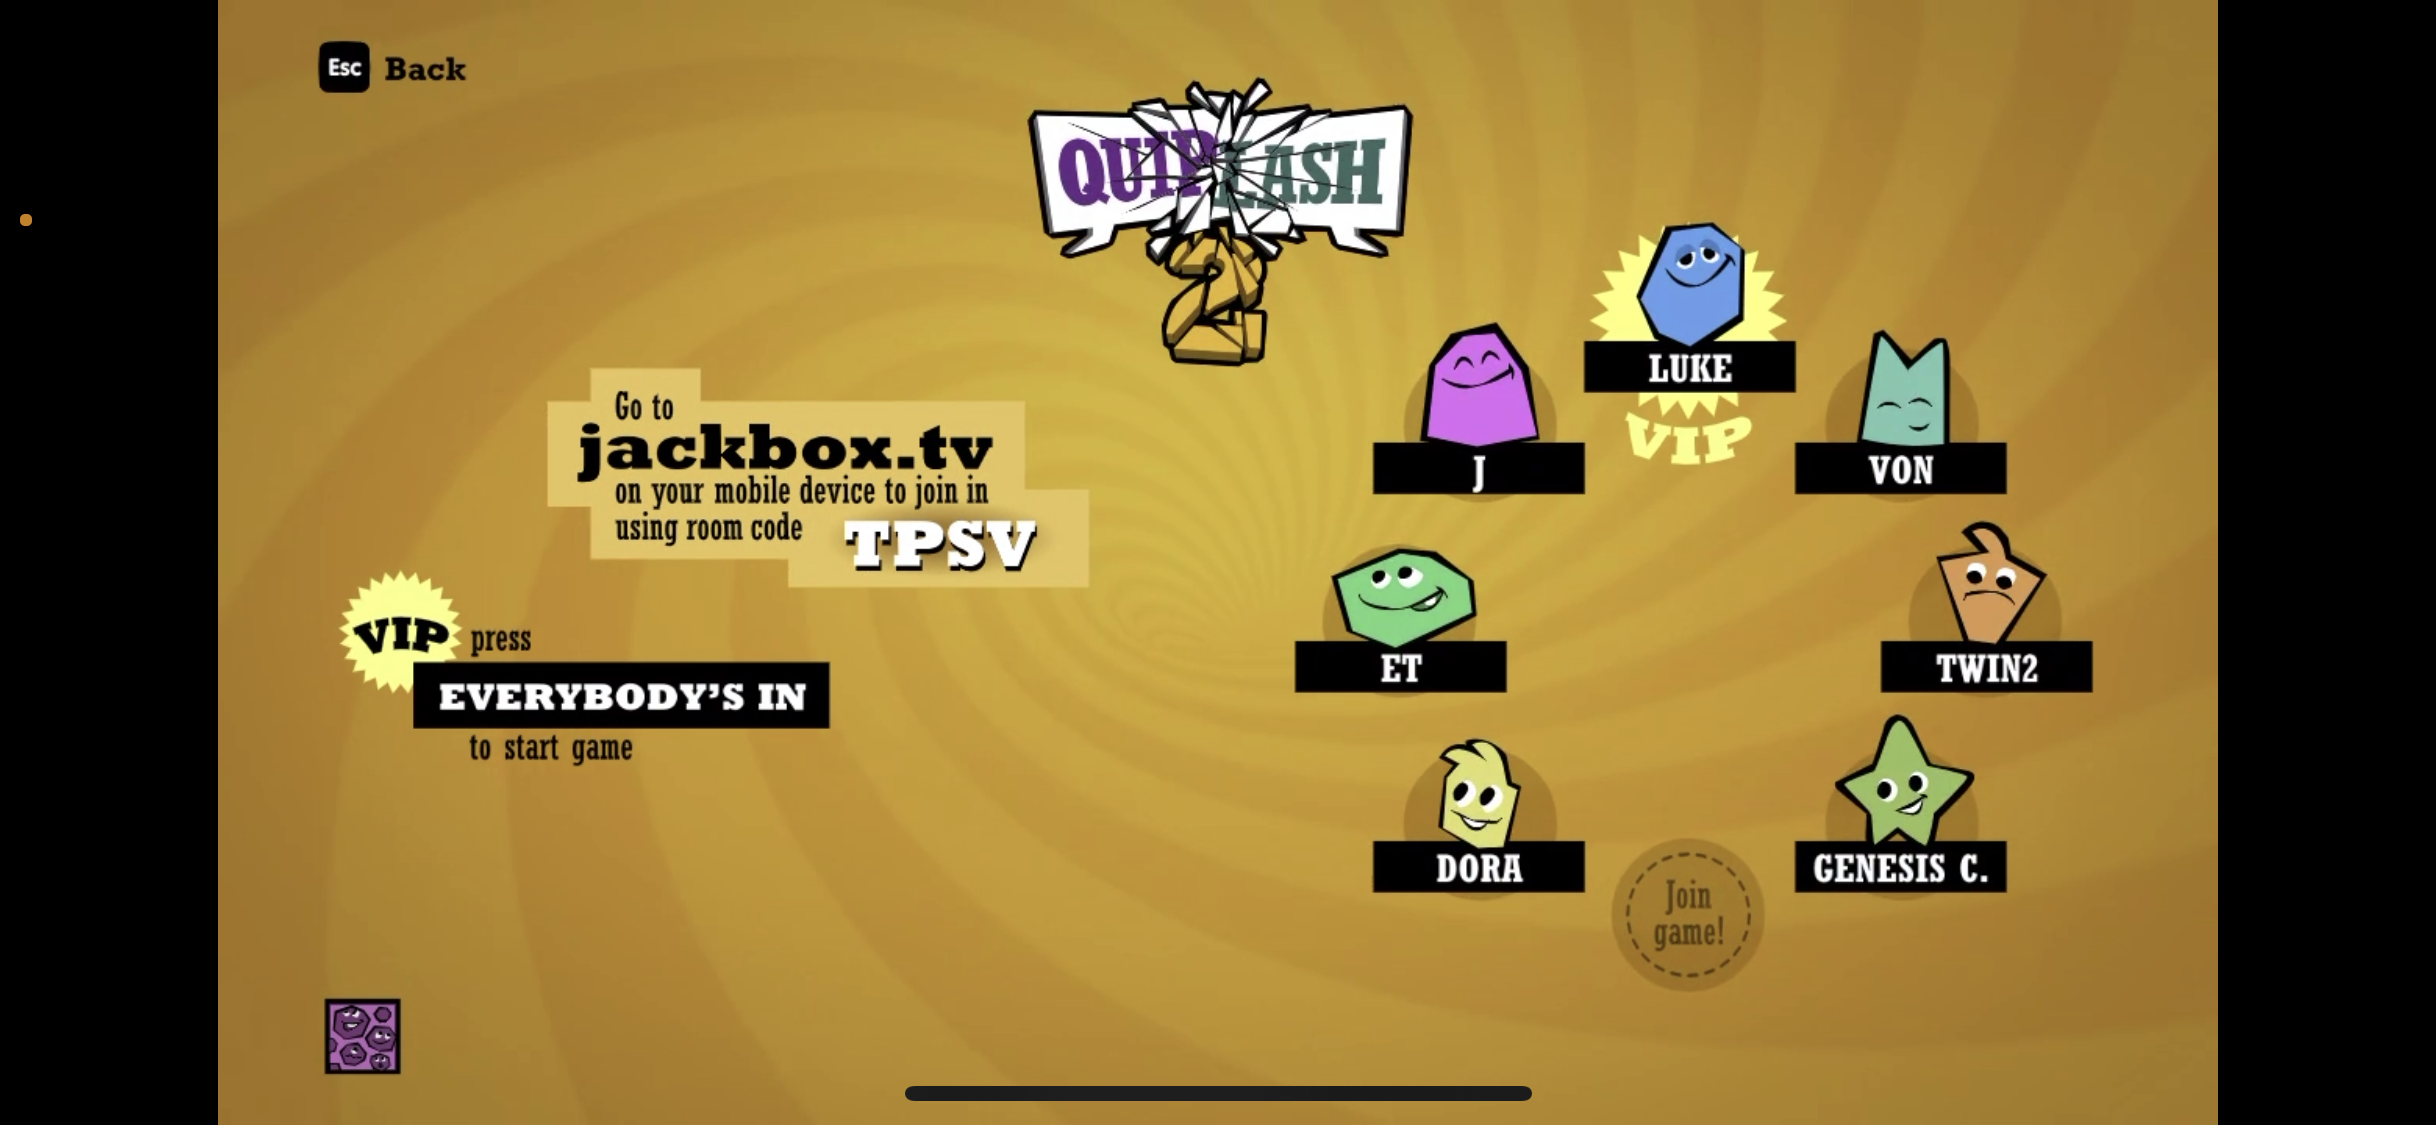 Esc Back
QUIPLASH
2
Go to
jackbox.tv
on your mobile device to join in
using room code TPSV
VIP press
EVERYBODY'S IN
to start game
LUKE
VIP
J
VON
ET
TWIN2
DORA
GENESIS C.
Join
game!